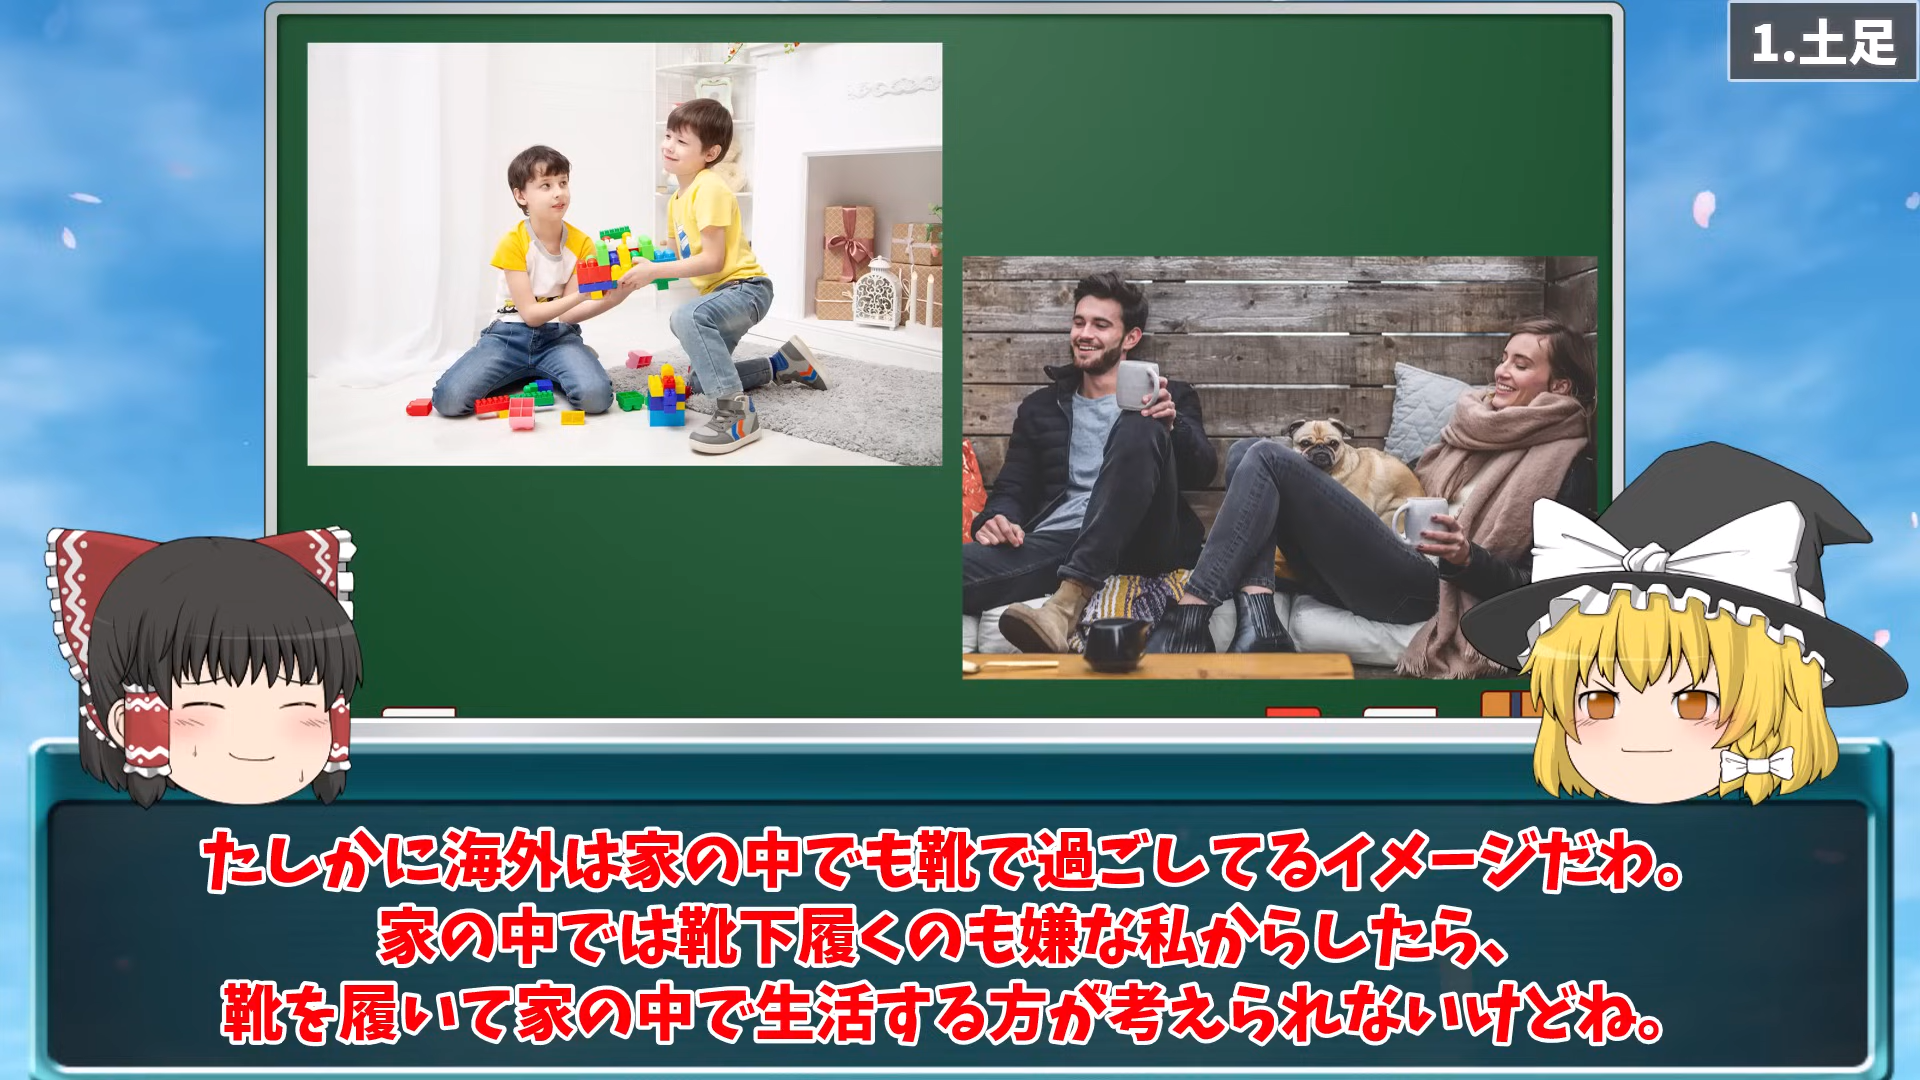 1.土足
たしかに海外は家の中でも靴で過ごしてるイメージだわ。
家の中では靴下履くのも嫌な私からしたら、
靴を履いて家の中で生活する方が考えられないけどね。